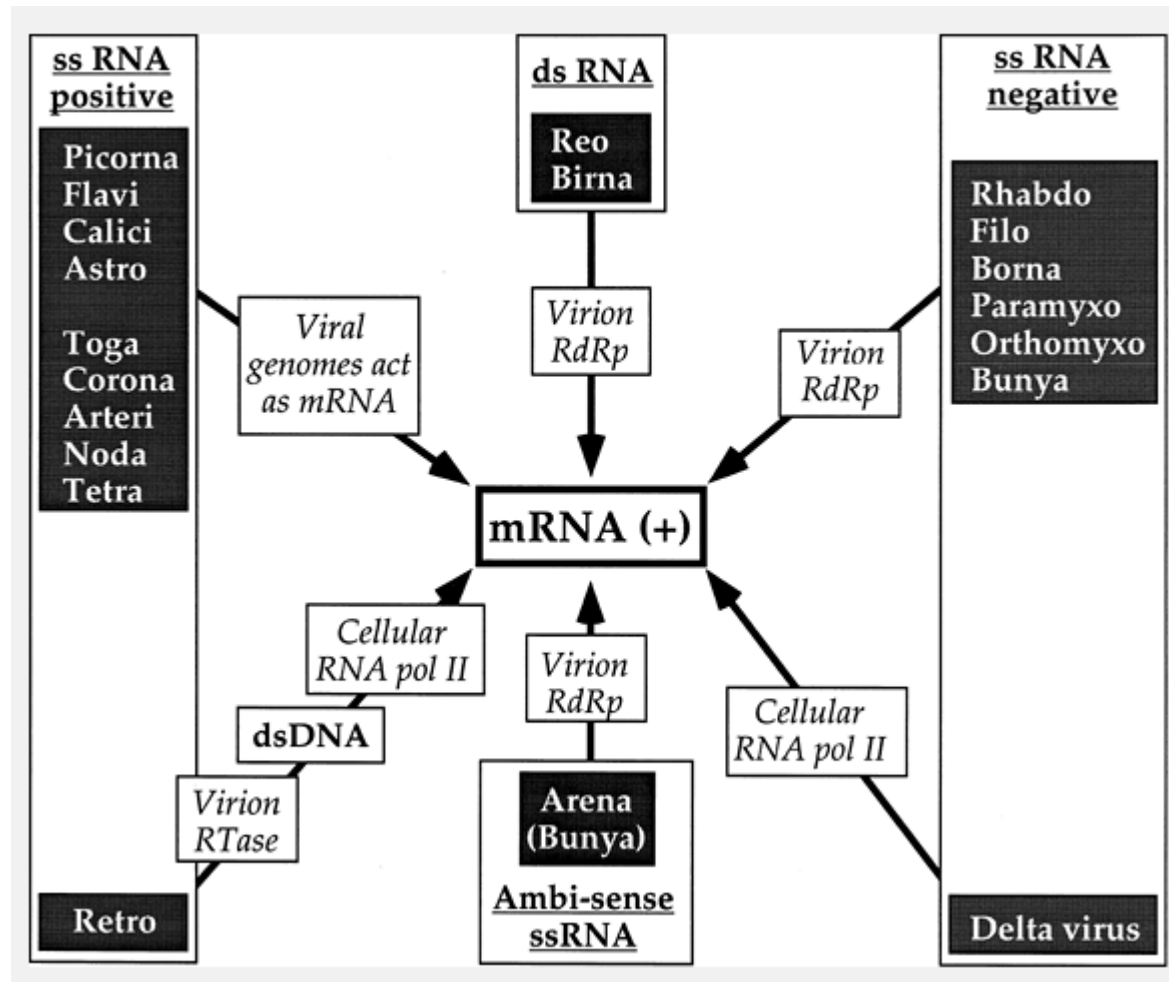 ss RNA
positive
Picorna
Flavi
Calici
Astro
Toga
Corona
Arteri
Noda
Tetra
Retro
ds RNA
Reo
Birna
ss RNA
negative
Rhabdo
Filo
Borna
Paramyxo
Orthomyxo
Bunya
Delta virus
Viral
genomes act
as mRNA
Virion
RdRp
Virion
RdRp
mRNA (+)
Cellular
RNA pol II
dsDNA
Virion
RTase
Virion
RdRp
Arena
(Bunya)
Ambi-sense
ssRNA
Cellular
RNA pol II